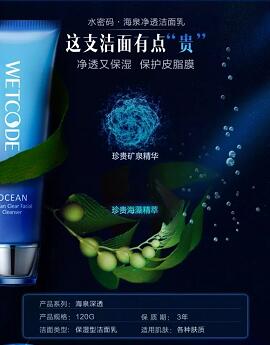 水密码·海泉净透洁面乳
这支洁面有点“贵”
净透又保湿 保护皮脂膜
WETCODE
珍贵矿泉精华
珍贵海藻精萃
OCEAN
an Clear Facial
Cleanser
产品系列：海泉深透
产品规格：120G 保质期：3年
洁面类型：保湿型洁面乳 适用肌肤：各种肤质